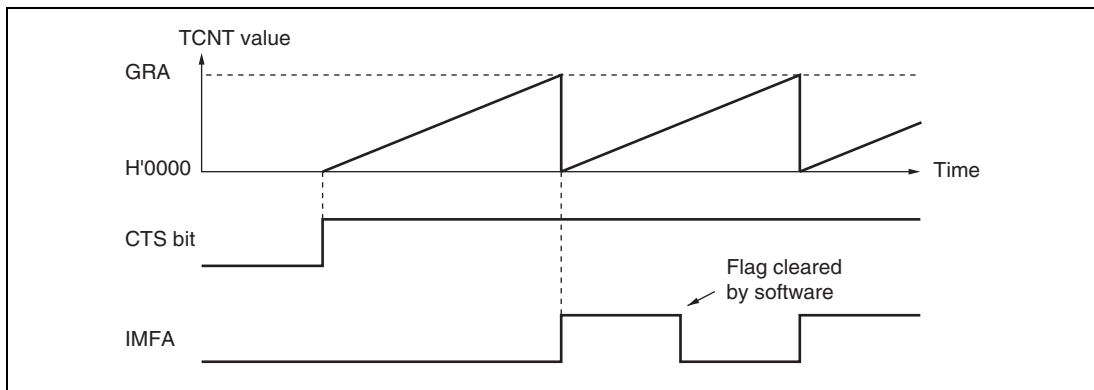 TCNT value
GRA
H'0000
Time
CTS bit
Flag cleared
by software
IMFA